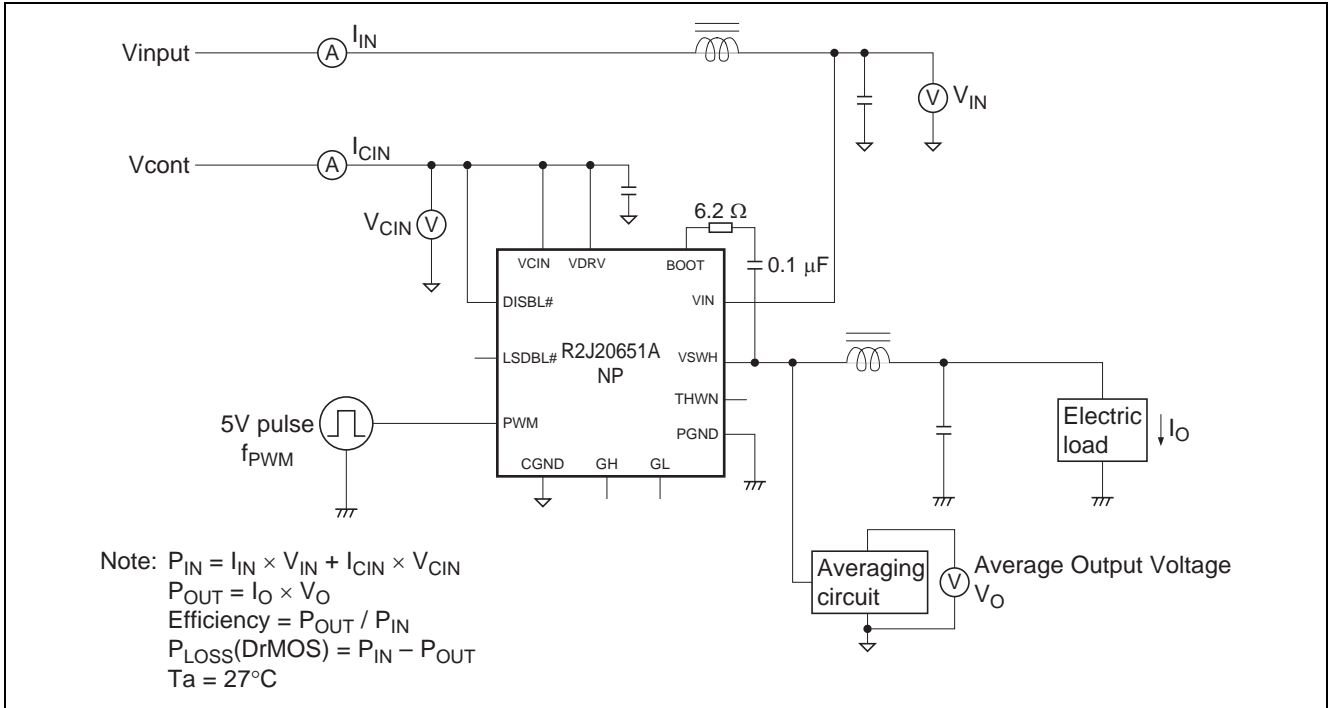 Vinput
A
I_IN
V
V_IN
Vcont
A
I_CIN
V_CIN
V
6.2 Ω
0.1 μF
VCIN
VDRV
BOOT
DISBL#
VIN
LSDBL#
R2J20651A
NP
VSWH
THWN
PWM
PGND
CGND
GH
GL
5V pulse
f_PWM
Electric
load
I_O
Averaging
circuit
V
Average Output Voltage
V_O
Note: P_IN = I_IN × V_IN + I_CIN × V_CIN
P_OUT = I_O × V_O
Efficiency = P_OUT / P_IN
P_LOSS(DrMOS) = P_IN – P_OUT
Ta = 27°C